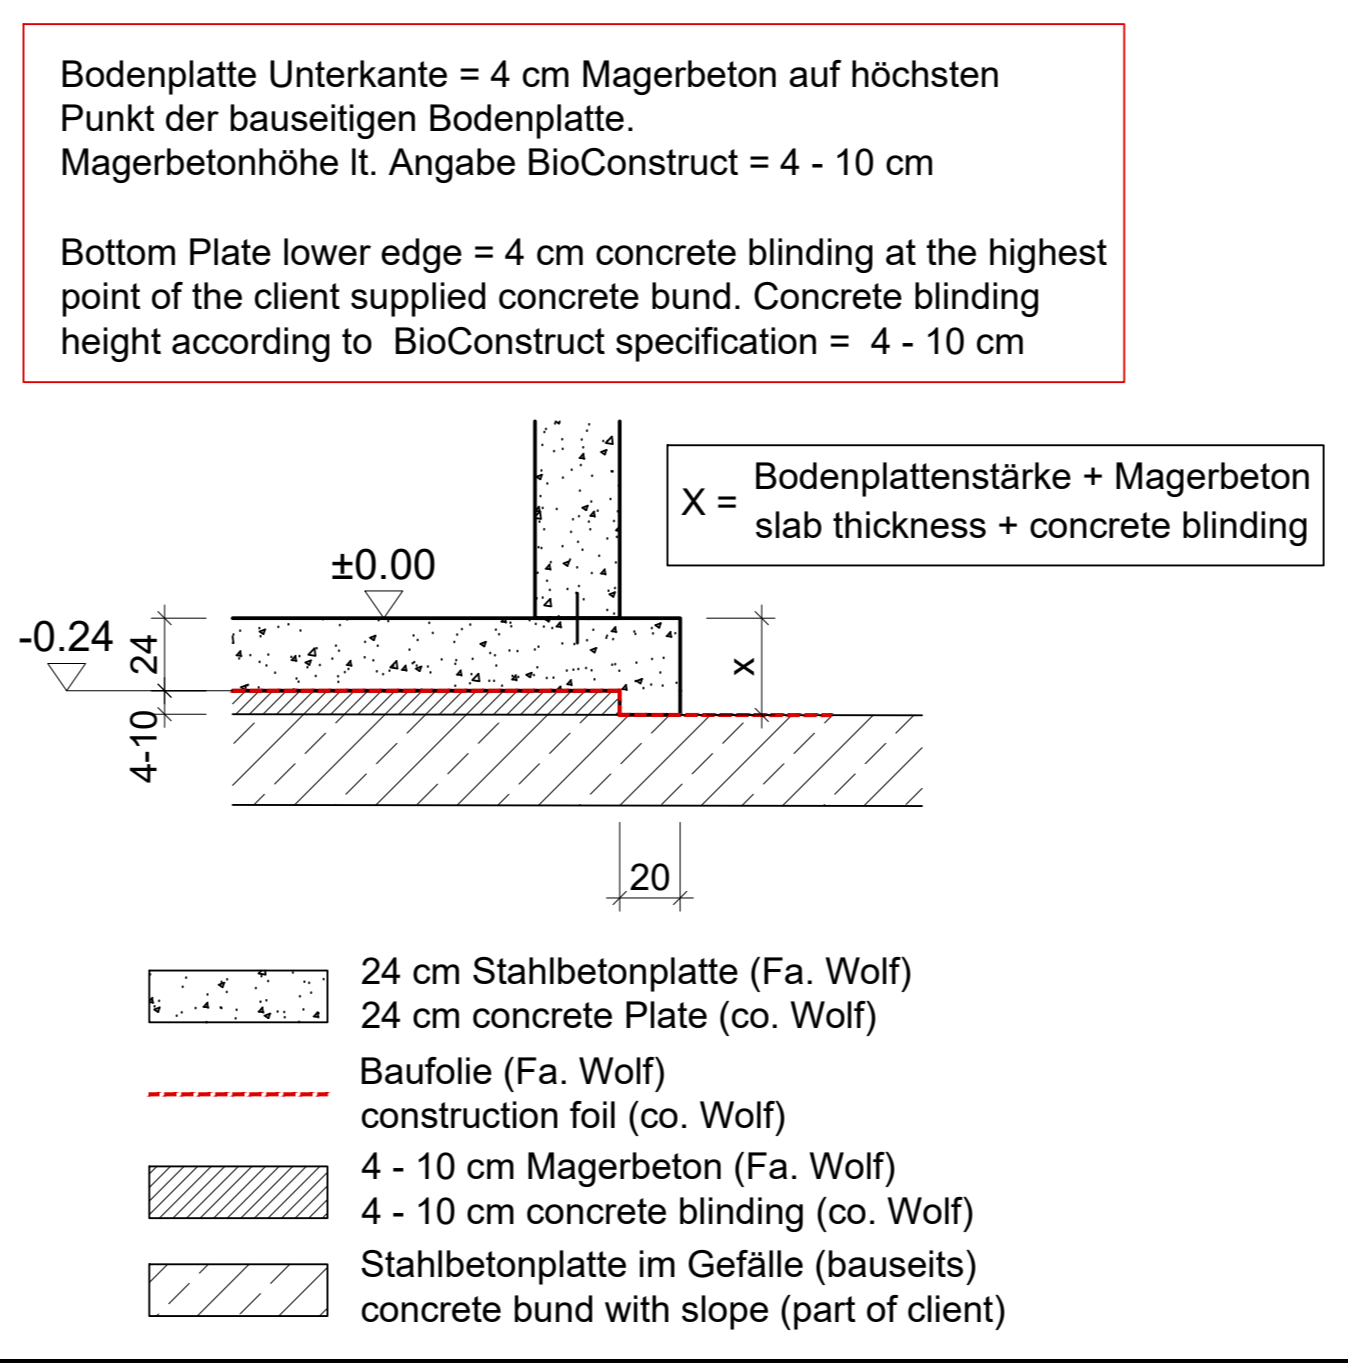 Bodenplatte Unterkante = 4 cm Magerbeton auf höchsten
Punkt der bauseitigen Bodenplatte.
Magerbetonhöhe lt. Angabe BioConstruct = 4 - 10 cm
Bottom Plate lower edge = 4 cm concrete blinding at the highest
point of the client supplied concrete bund. Concrete blinding
height according to  BioConstruct specification =  4 - 10 cm
X =
Bodenplattenstärke + Magerbeton
slab thickness + concrete blinding
±0.00
-0.24
24
4-10
x
20
24 cm Stahlbetonplatte (Fa. Wolf)
24 cm concrete Plate (co. Wolf)
Baufolie (Fa. Wolf)
construction foil (co. Wolf)
4 - 10 cm Magerbeton (Fa. Wolf)
4 - 10 cm concrete blinding (co. Wolf)
Stahlbetonplatte im Gefälle (bauseits)
concrete bund with slope (part of client)